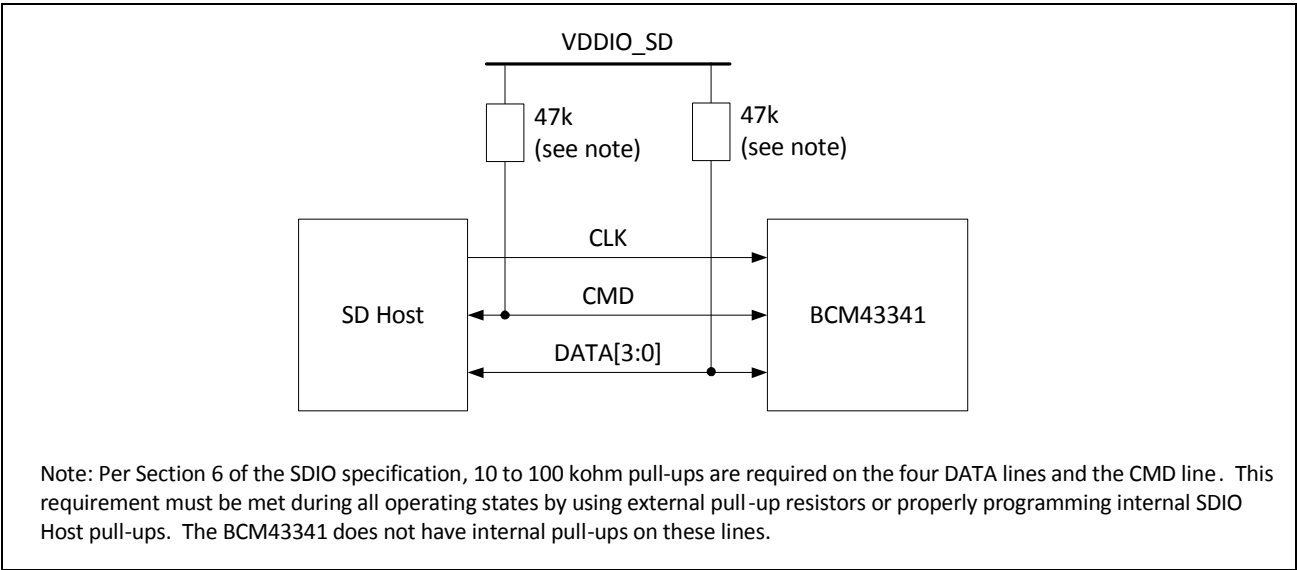 VDDIO_SD
47k
(see note)
47k
(see note)
CLK
CMD
SD Host
BCM43341
DATA[3:0]
Note: Per Section 6 of the SDIO specification, 10 to 100 kohm pull-ups are required on the four DATA lines and the CMD line. This
requirement must be met during all operating states by using external pull-up resistors or properly programming internal SDIO
Host pull-ups. The BCM43341 does not have internal pull-ups on these lines.